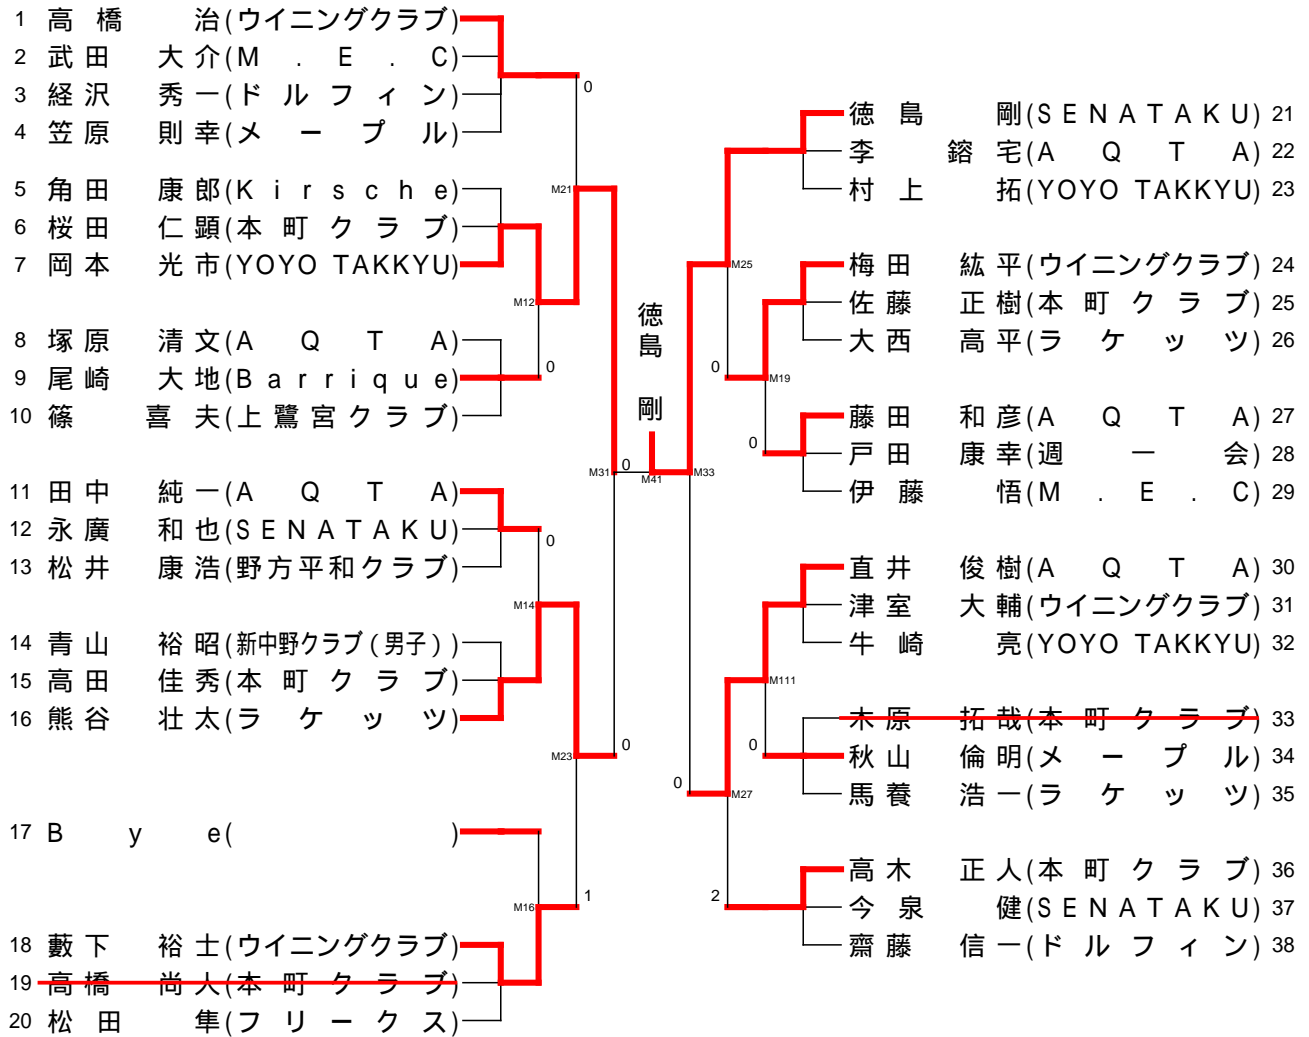 1 高橋 治(ウイニングクラブ)
2 武田 大介(M.E.C)
3 経沢 秀一(ドルフィン)
4 笠原 則幸(メープル)
0
5 角田 康郎(Kirsche)
6 桜田 仁顕(本町クラブ)
7 岡本 光市(YOYO TAKKYU)
M21
M12
8 塚原 清文(AQTA)
9 尾崎 大地(Barrique)
10 篠 喜夫(上鷺宮クラブ)
0
M31
0
11 田中 純一(AQTA)
12 永廣 和也(SENATAKU)
13 松井 康浩(野方平和クラブ)
0
M14
14 青山 裕昭(新中野クラブ(男子))
15 高田 佳秀(本町クラブ)
16 熊谷 壮太(ラケッツ)
M23
0
17 Bye( )
M16
1
18 藪下 裕士(ウイニングクラブ)
19 高橋 尚人(本町クラブ)
20 松田 隼(フリークス)
徳島 剛
M41
徳島 剛(SENATAKU) 21
李 鎔宅(AQTA) 22
村上 拓(YOYO TAKKYU) 23
M25
梅田 紘平(ウイニングクラブ) 24
佐藤 正樹(本町クラブ) 25
大西 高平(ラケッツ) 26
0
M19
藤田 和彦(AQTA) 27
戸田 康幸(週一会) 28
伊藤 悟(M.E.C) 29
0
M33
直井 俊樹(AQTA) 30
津室 大輔(ウイニングクラブ) 31
牛崎 亮(YOYO TAKKYU) 32
M111
木原 拓哉(本町クラブ) 33
秋山 倫明(メープル) 34
馬養 浩一(ラケッツ) 35
0
0
M27
高木 正人(本町クラブ) 36
今泉 健(SENATAKU) 37
齋藤 信一(ドルフィン) 38
2